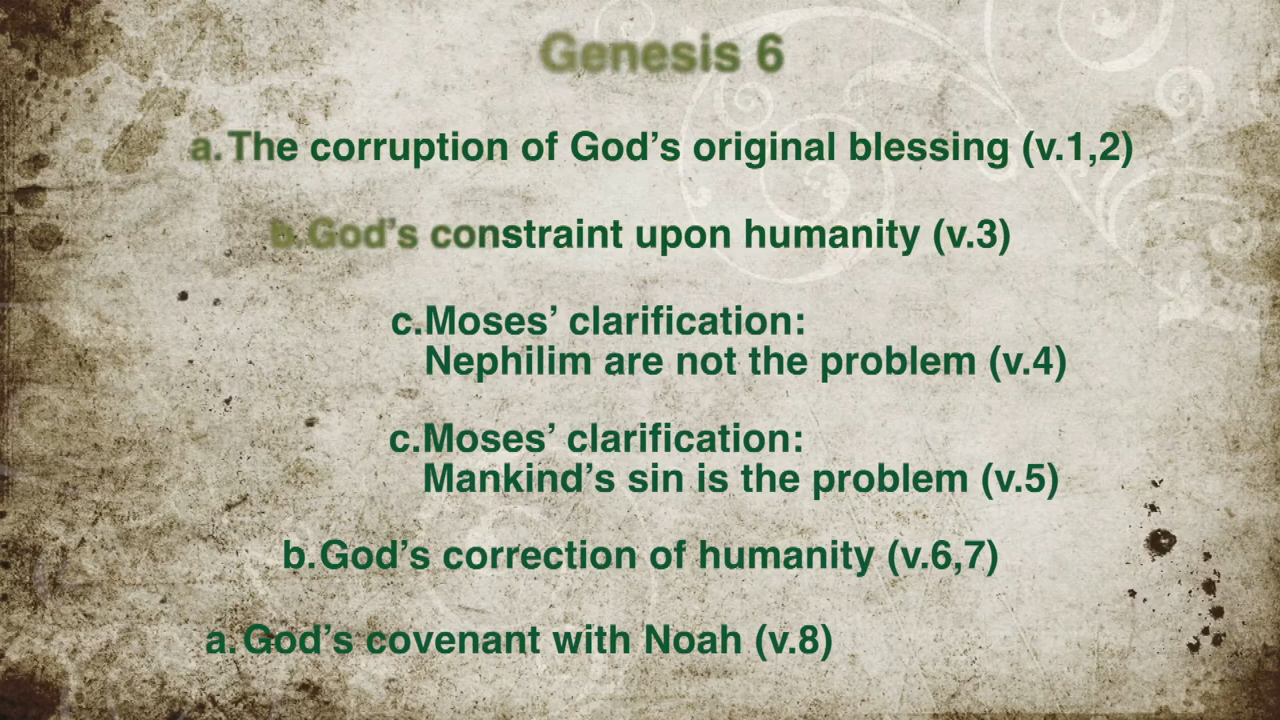 Genesis 6
a. The corruption of God’s original blessing (v.1,2)
b. God’s constraint upon humanity (v.3)
c. Moses’ clarification:
Nephilim are not the problem (v.4)
c. Moses’ clarification:
Mankind’s sin is the problem (v.5)
b. God’s correction of humanity (v.6,7)
a. God’s covenant with Noah (v.8)